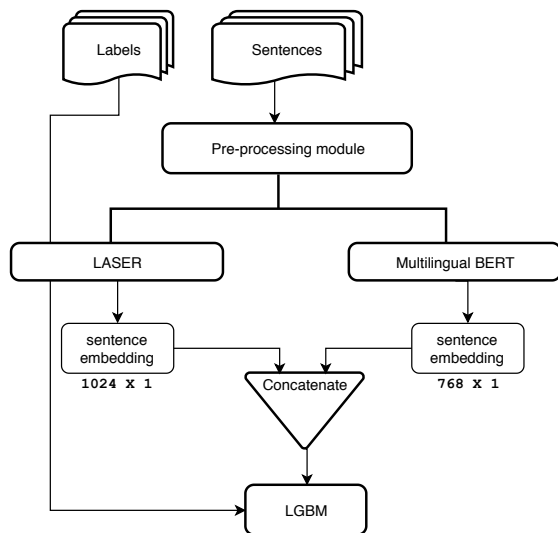 Labels
Sentences
Pre-processing module
LASER
Multilingual BERT
sentence
embedding
1024 X 1
sentence
embedding
768 X 1
Concatenate
LGBM